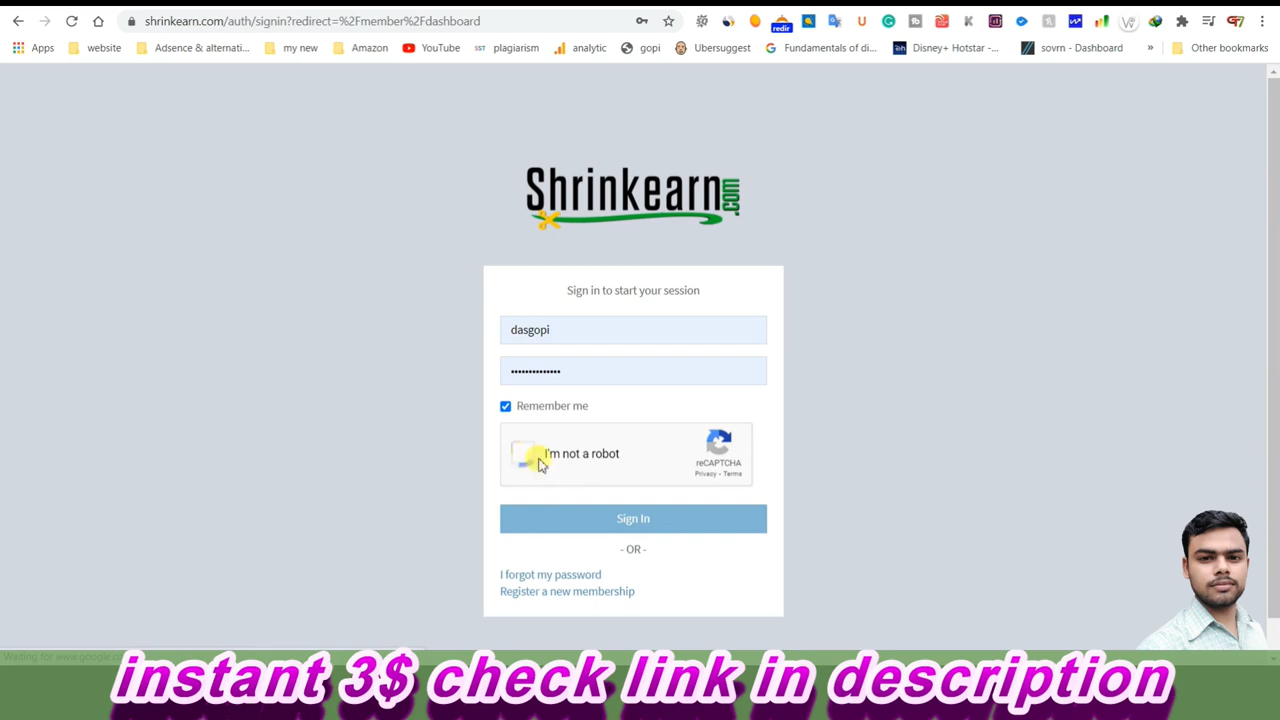 shrinkearn.com/auth/signin?redirect=%2Fmember%2Fdashboard
redir
Apps website Adsence & alternati... my new Amazon YouTube SST plagiarism analytic gopi Ubersuggest Fundamentals of di... Disney+ Hotstar -... sovrn - Dashboard » Other bookmarks
Shrinkearn.com
Sign in to start your session
dasgopi
••••••••••••••
Remember me
I'm not a robot
reCAPTCHA
Privacy - Terms
Sign In
- OR -
I forgot my password
Register a new membership
instant 3$ check link in description